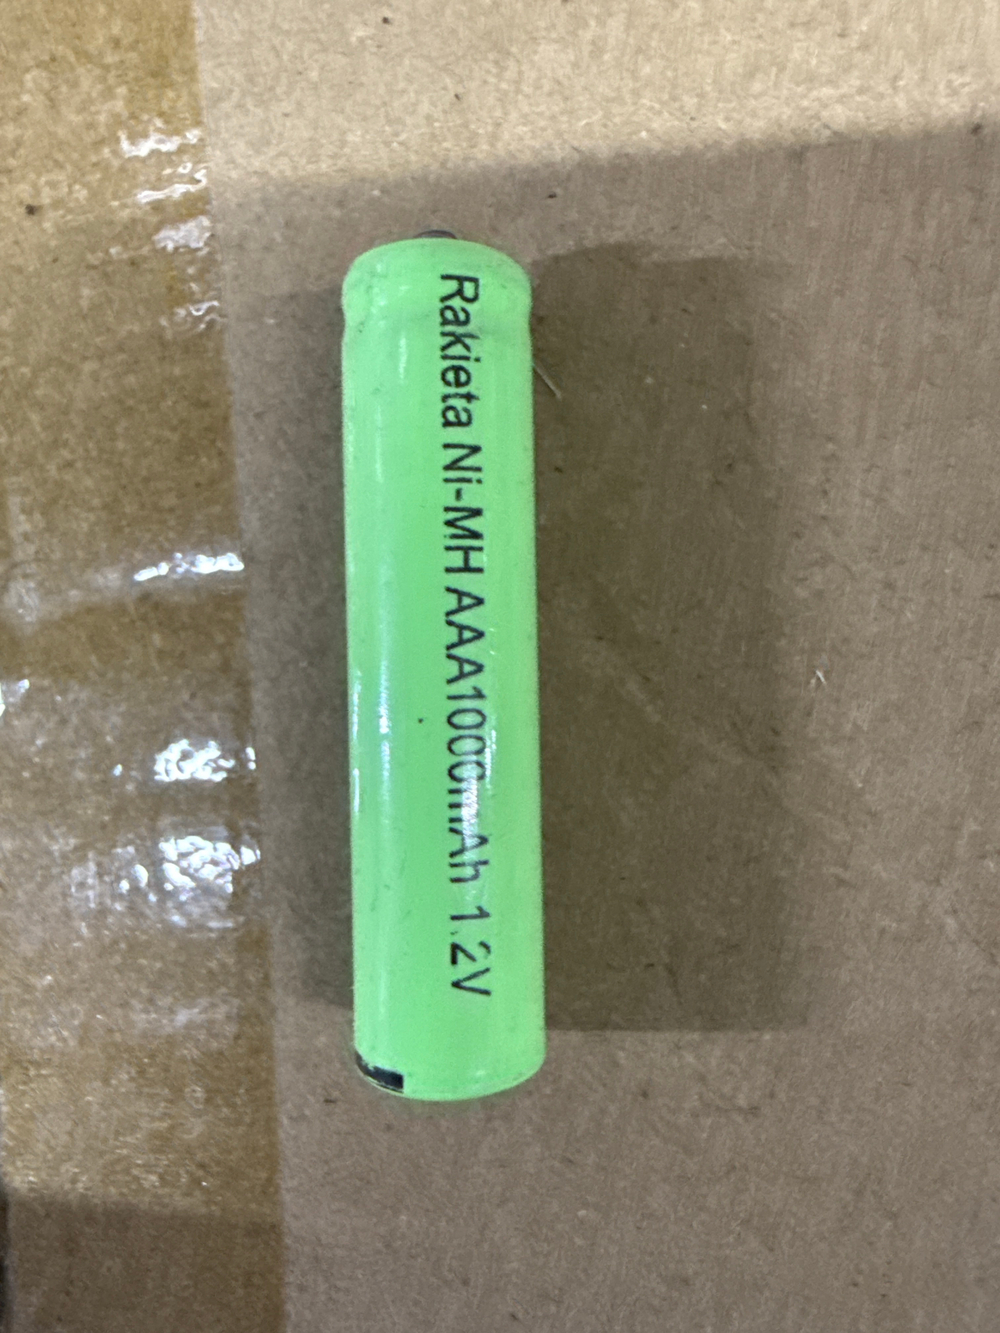 Rakieta Ni-MH AAA1000mAh 1.2V